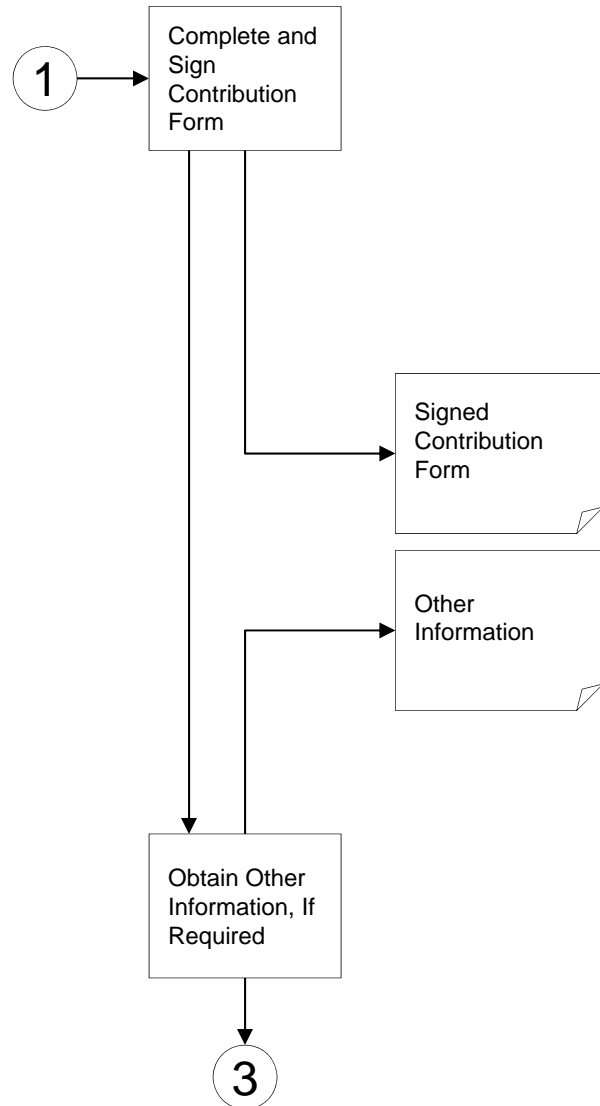 1
Complete and
Sign
Contribution
Form
Signed
Contribution
Form
Other
Information
Obtain Other
Information, If
Required
3